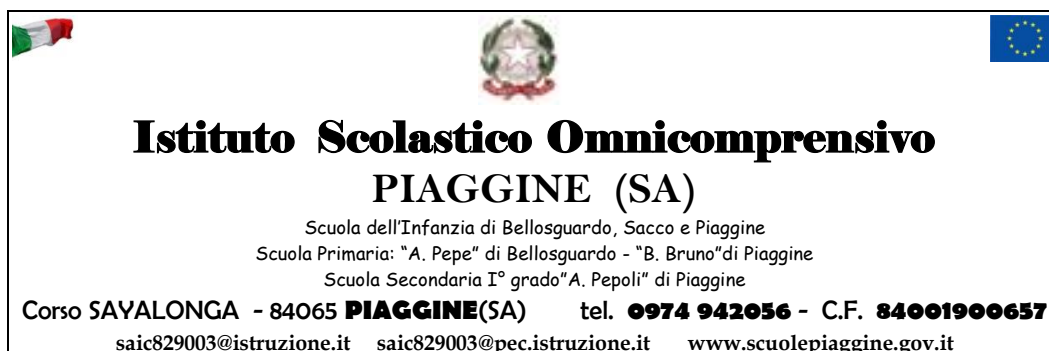 Istituto Scolastico Omnicomprensivo
PIAGGINE (SA)
Scuola dell'Infanzia di Bellosguardo, Sacco e Piaggine
Scuola Primaria: “A. Pepe” di Bellosguardo - “B. Bruno”di Piaggine
Scuola Secondaria I° grado“A. Pepoli” di Piaggine
Corso SAYALONGA - 84065 PIAGGINE(SA) tel. 0974 942056 - C.F. 84001900657
saic829003@istruzione.it saic829003@pec.istruzione.it www.scuolepiaggine.gov.it